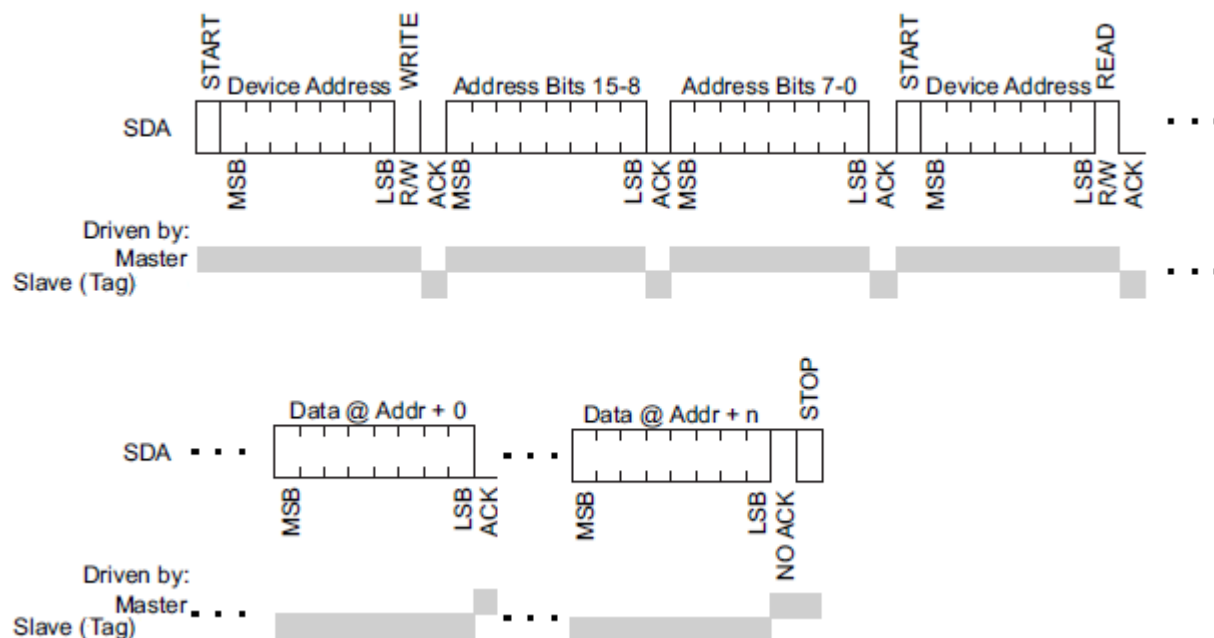 START WRITE START READ
Device Address Address Bits 15-8 Address Bits 7-0 Device Address
SDA
MSB LSB R/W ACK MSB LSB ACK MSB LSB ACK MSB LSB R/W ACK
Driven by:
Master
Slave (Tag)
STOP
Data @ Addr + 0 Data @ Addr + n
SDA
MSB LSB ACK MSB LSB NO ACK
Driven by:
Master
Slave (Tag)